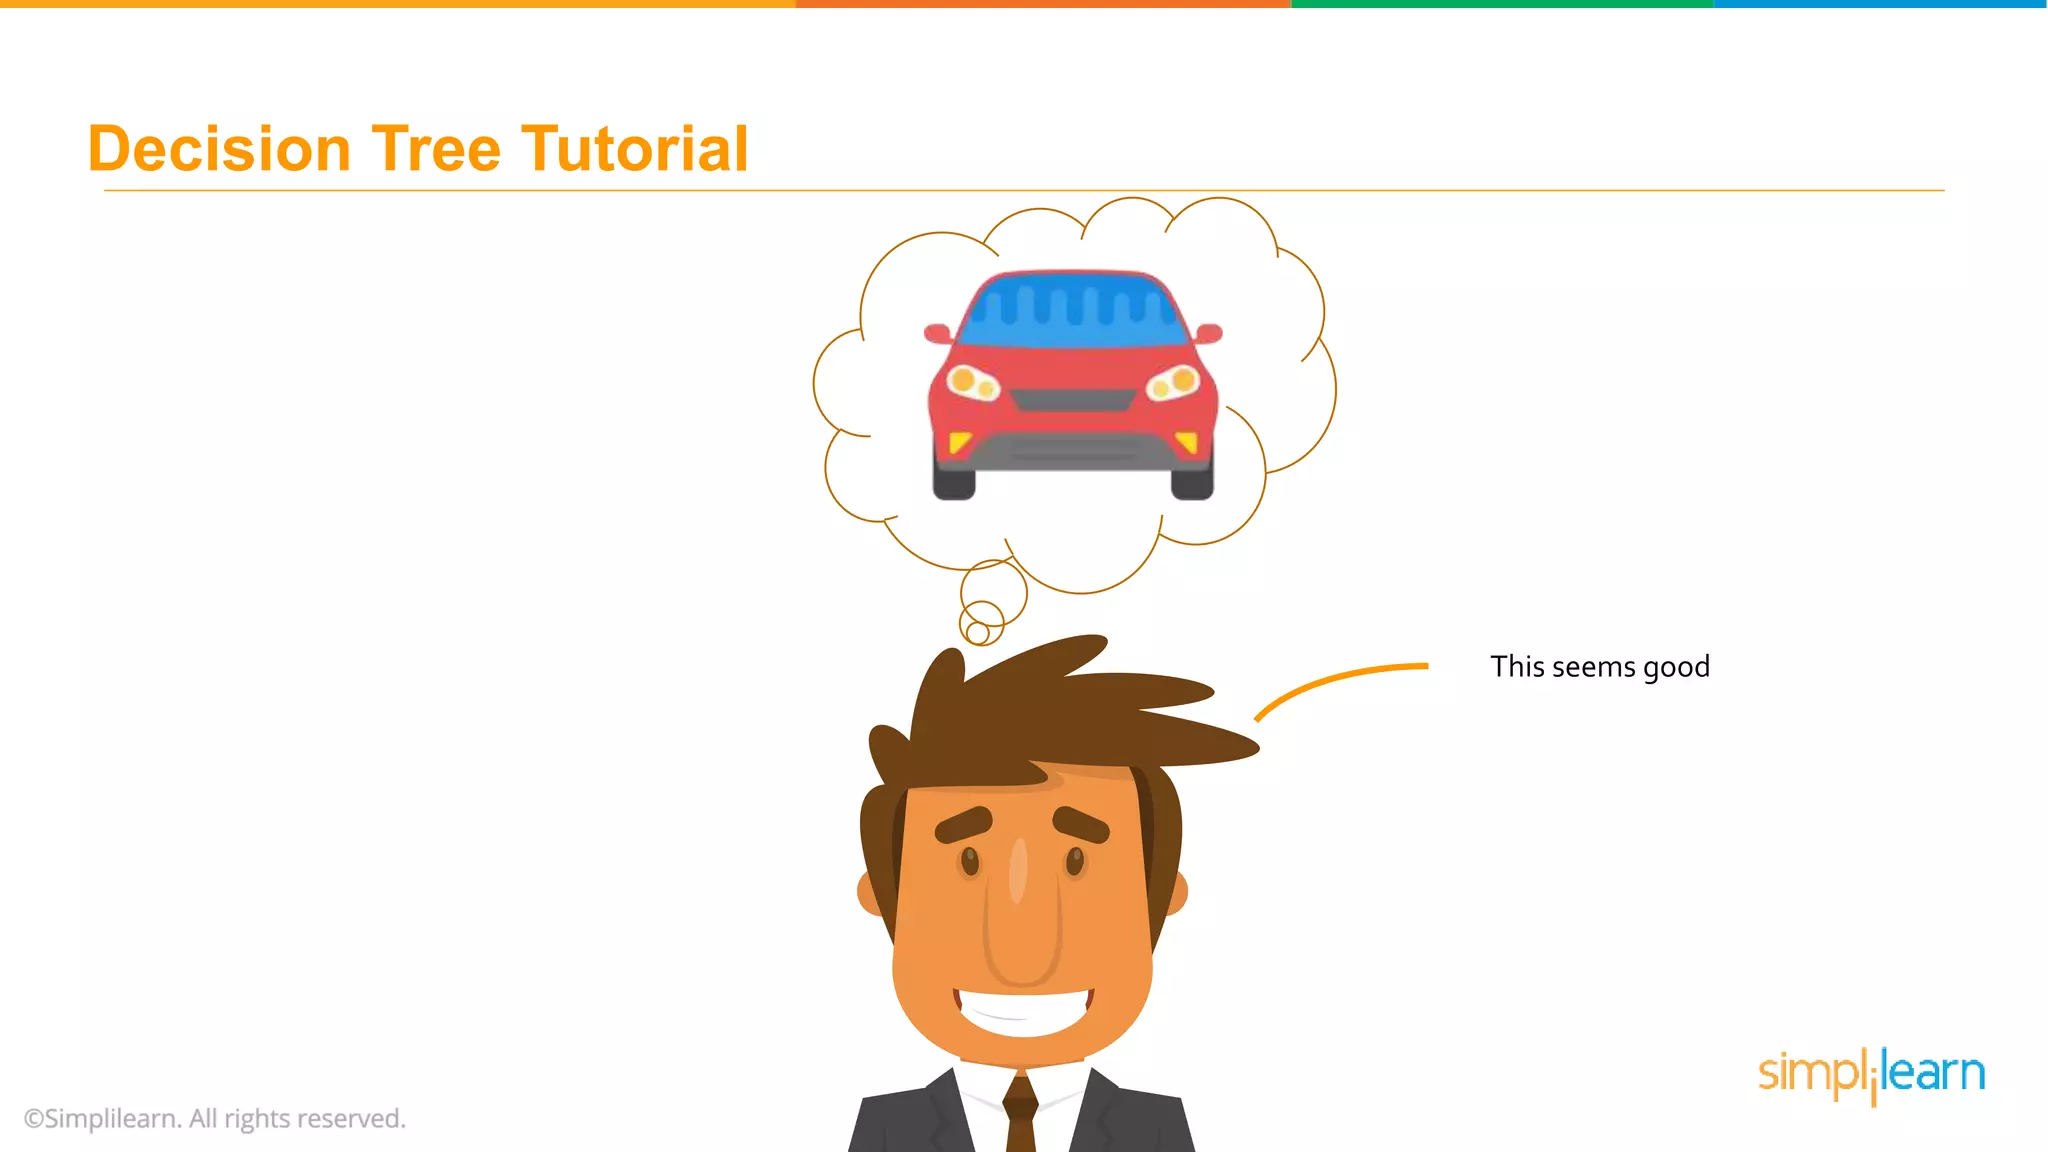 Decision Tree Tutorial
This seems good
simplilearn
©Simplilearn. All rights reserved.